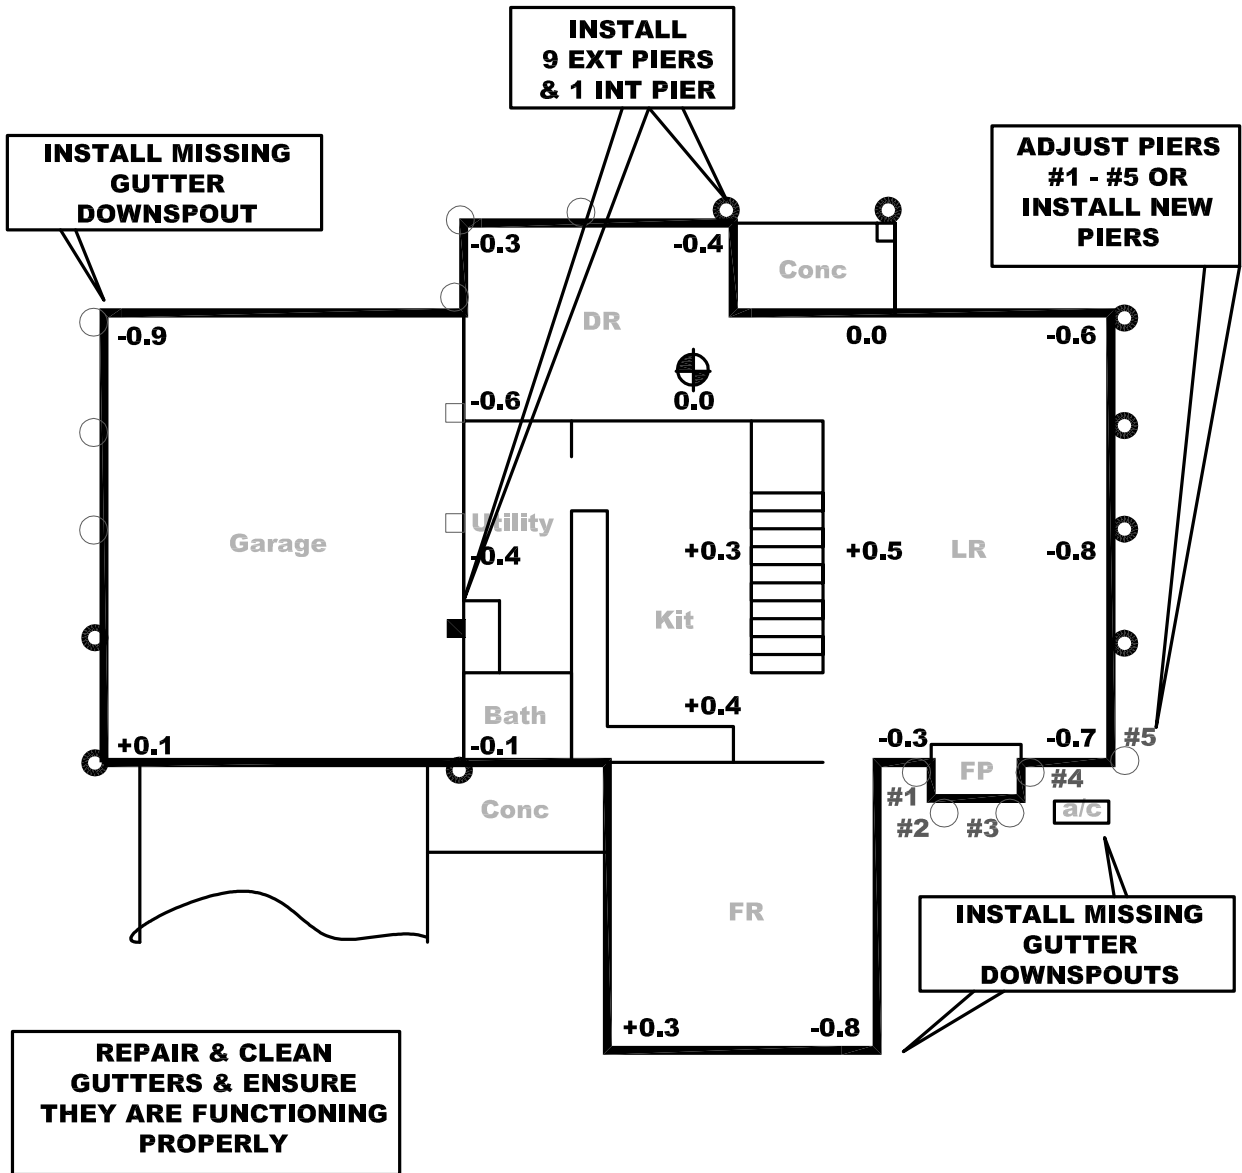 INSTALL
9 EXT PIERS
& 1 INT PIER
INSTALL MISSING
GUTTER
DOWNSPOUT
ADJUST PIERS
#1 - #5 OR
INSTALL NEW
PIERS
-0.3
-0.4
Conc
DR
-0.9
0.0
-0.6
-0.6
0.0
Utility
Garage
-0.4
+0.3
+0.5
LR
-0.8
Kit
+0.4
Bath
+0.1
-0.1
-0.3
-0.7
#5
FP
#1
#4
Conc
#2
#3
a/c
FR
INSTALL MISSING
GUTTER
DOWNSPOUTS
+0.3
-0.8
REPAIR & CLEAN
GUTTERS & ENSURE
THEY ARE FUNCTIONING
PROPERLY